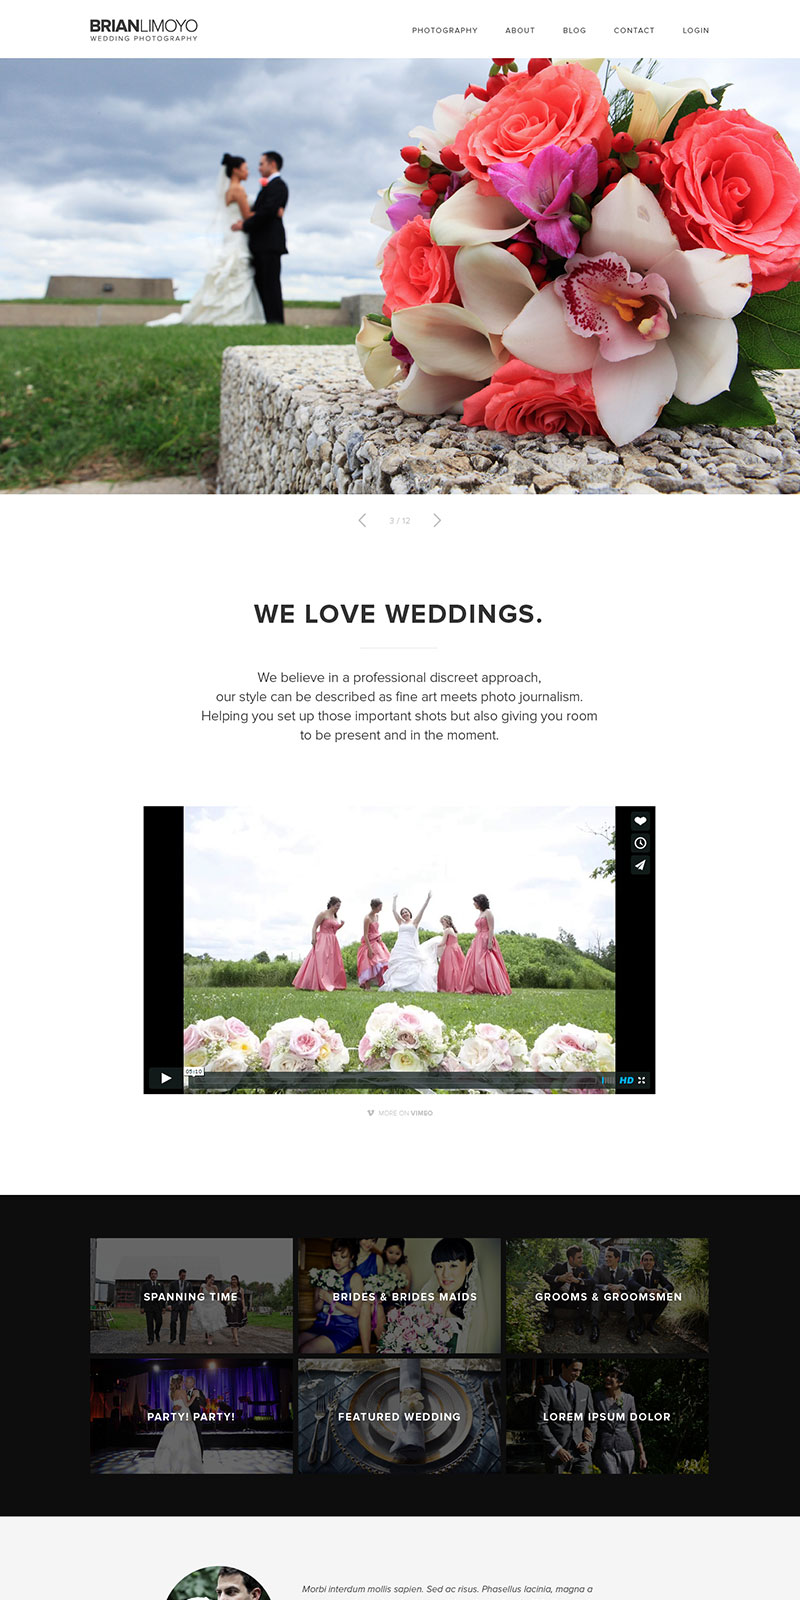 BRIANLIMOYO
WEDDING PHOTOGRAPHY
PHOTOGRAPHY ABOUT BLOG CONTACT LOGIN
3 / 12
WE LOVE WEDDINGS.
We believe in a professional discreet approach,
our style can be described as fine art meets photo journalism.
Helping you set up those important shots but also giving you room
to be present and in the moment.
05:10
HD
MORE ON VIMEO
SPANNING TIME
BRIDES & BRIDES MAIDS
GROOMS & GROOMSMEN
PARTY! PARTY!
FEATURED WEDDING
LOREM IPSUM DOLOR
Morbi interdum mollis sapien. Sed ac risus. Phasellus lacinia, magna a